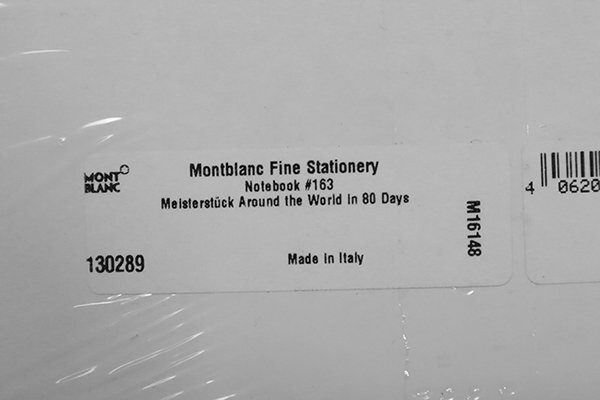 MONT
BLANC
Montblanc Fine Stationery
Notebook #163
Meisterstück Around the World in 80 Days
130289
Made in Italy
M16148
4 0620